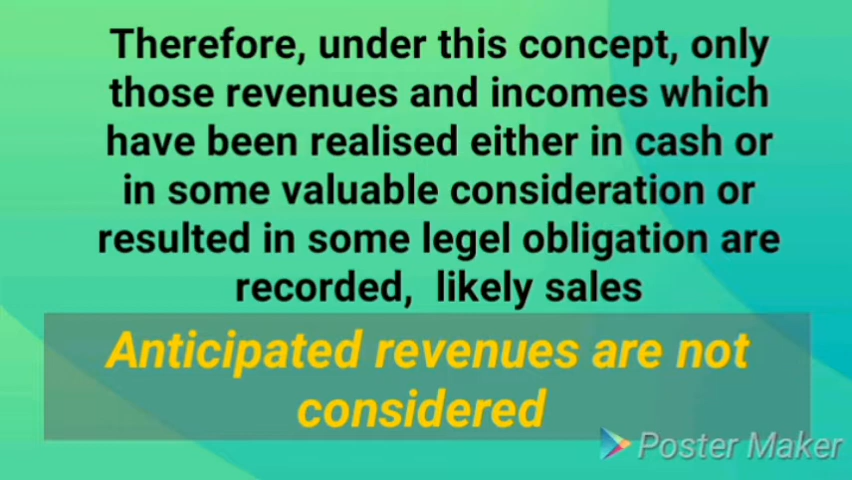 Therefore, under this concept, only
those revenues and incomes which
have been realised either in cash or
in some valuable consideration or
resulted in some legel obligation are
recorded,  likely sales
Anticipated revenues are not
considered
Poster Maker